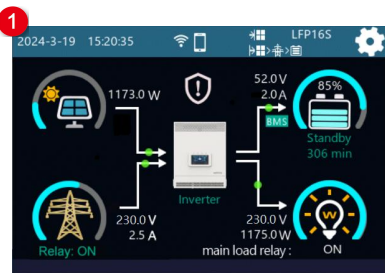 1
2024-3-19 15:20:35
LFP16S
1173.0 W
52.0 V
2.0 A
BMS
85%
Standby
306 min
Inverter
230.0 V
2.5 A
Relay: ON
230.0 V
1175.0 W
main load relay : ON